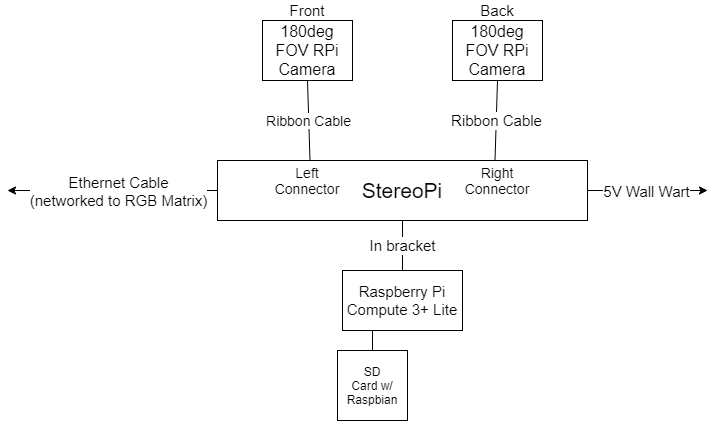 Front
Back
180deg
FOV RPi
Camera
180deg
FOV RPi
Camera
Ribbon Cable
Ribbon Cable
Ethernet Cable
(networked to RGB Matrix)
Left
Connector
StereoPi
Right
Connector
5V Wall Wart
In bracket
Raspberry Pi
Compute 3+ Lite
SD
Card w/
Raspbian